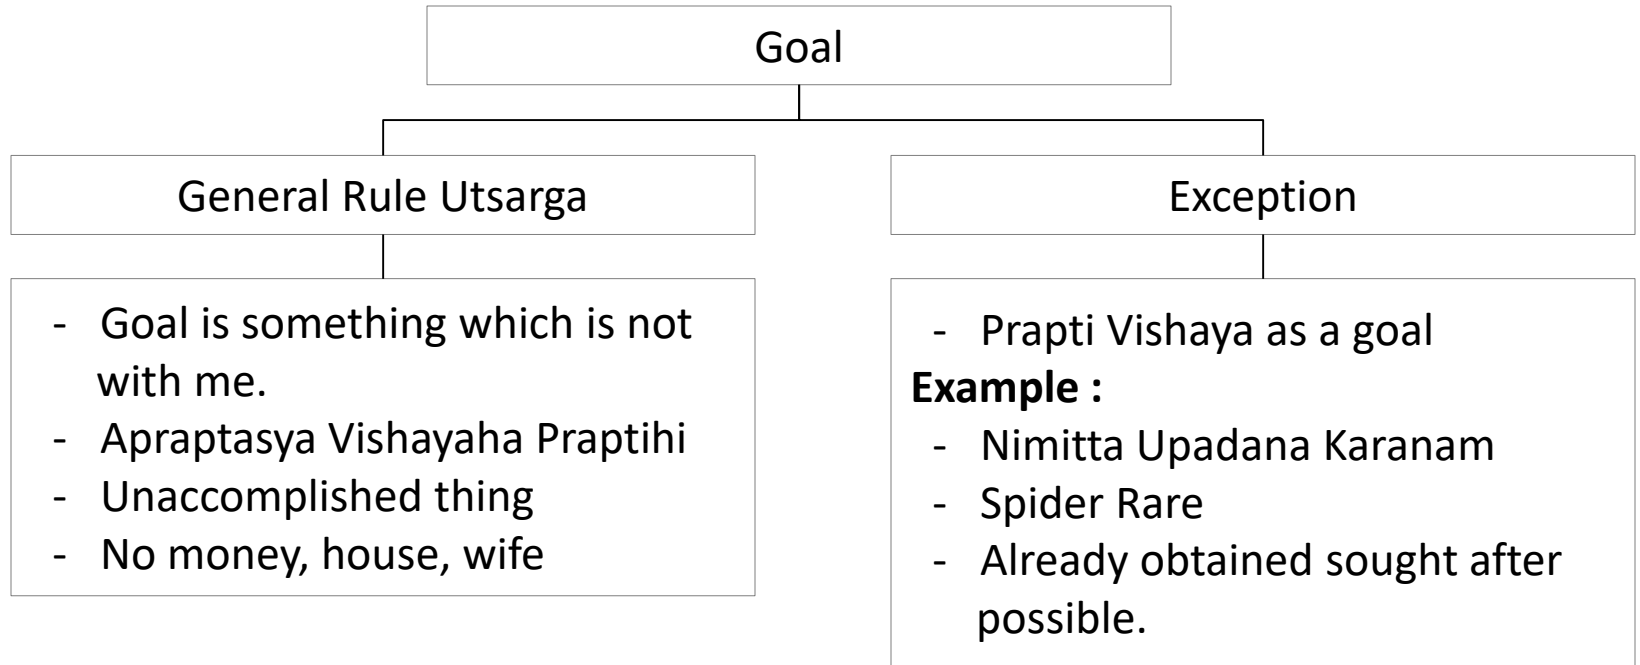 Goal
General Rule Utsarga
Exception
- Goal is something which is not
with me.
- Apraptasya Vishayaha Praptihi
- Unaccomplished thing
- No money, house, wife
- Prapti Vishaya as a goal
Example :
- Nimitta Upadana Karanam
- Spider Rare
- Already obtained sought after
possible.